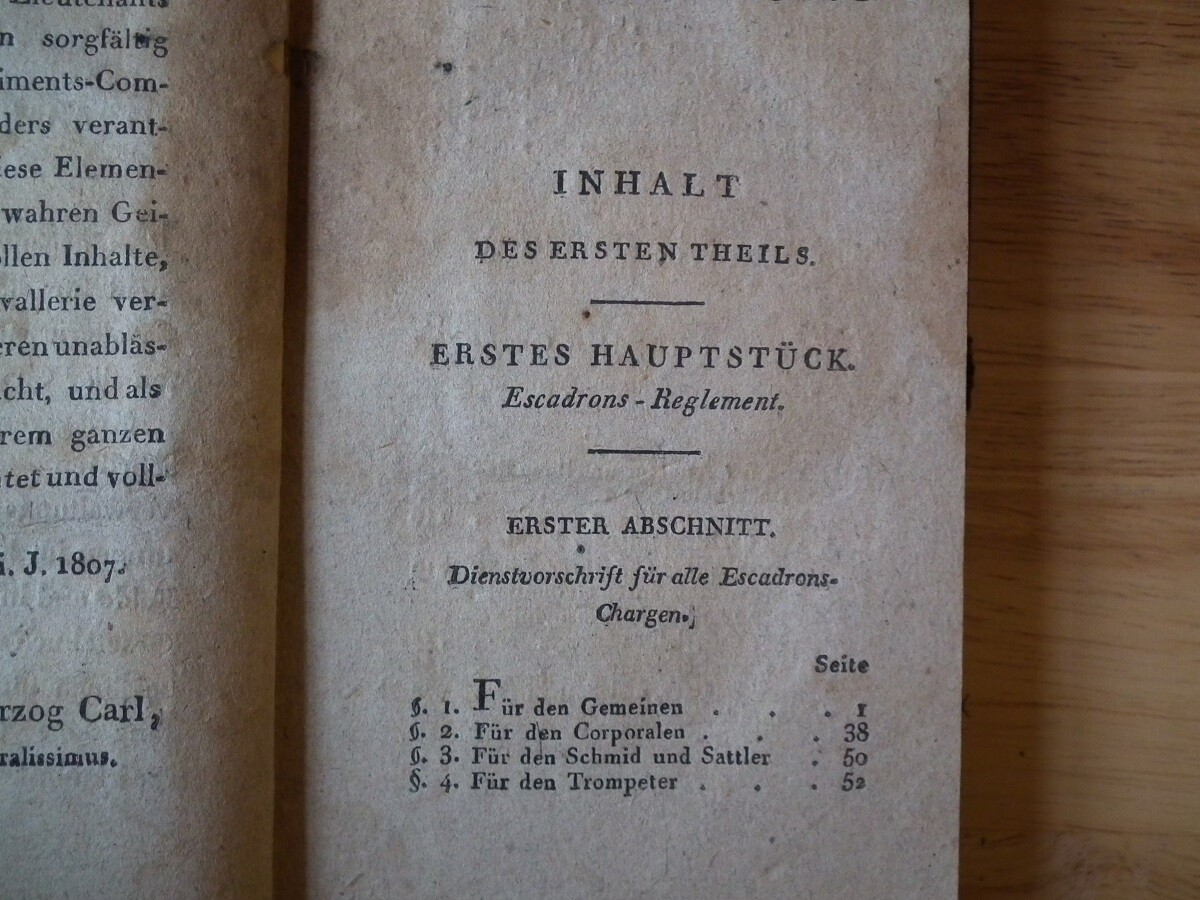 n sorgfältig
iments-Com-
ders verant-
iese Elemen-
wahren Gei-
llen Inhalte,
vallerie ver-
eren unabläs-
cht, und als
rem ganzen
tet und voll-
i. J. 1807.
rzog Carl,
ralissimus.
INHALT
DES ERSTEN THEILS.
ERSTES HAUPTSTÜCK.
Escadrons-Reglement.
ERSTER ABSCHNITT.
Dienstvorschrift für alle Escadrons-
Chargen.
Seite
§. 1. Für den Gemeinen . . . 1
§. 2. Für den Corporalen . . . 38
§. 3. Für den Schmid und Sattler . 50
§. 4. Für den Trompeter . . . 52